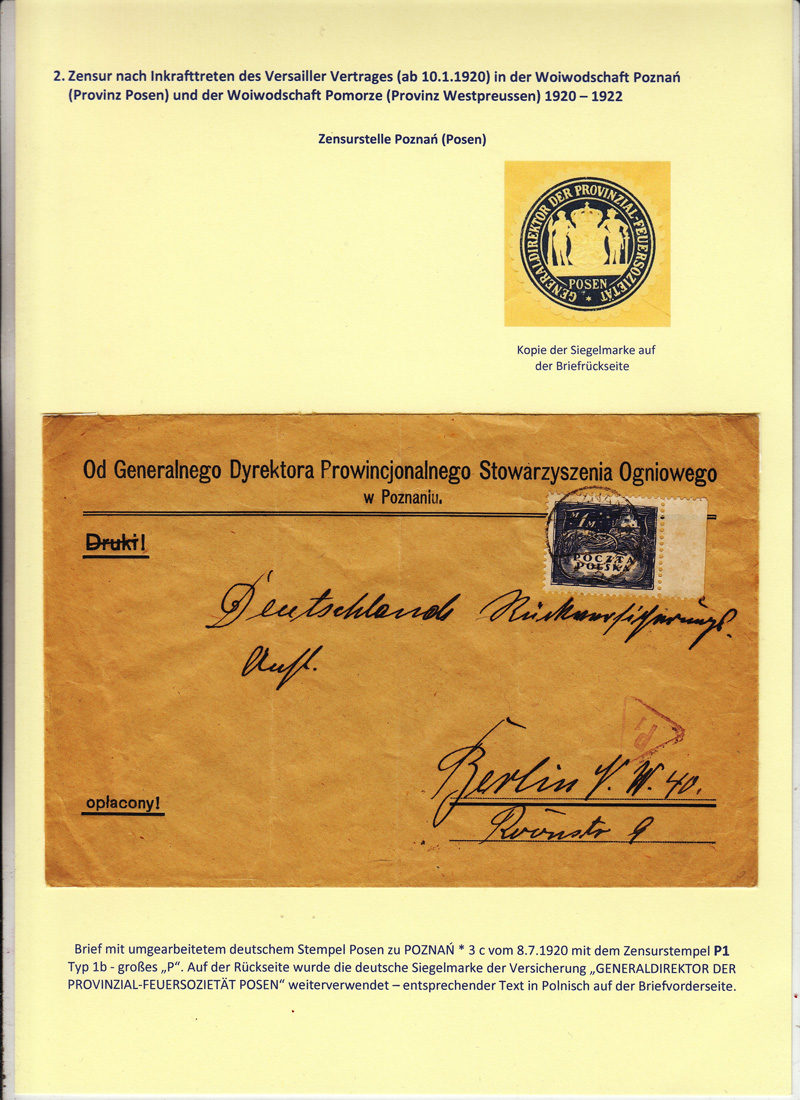 2. Zensur nach Inkrafttreten des Versailler Vertrages (ab 10.1.1920) in der Woiwodschaft Poznań
(Provinz Posen) und der Woiwodschaft Pomorze (Provinz Westpreussen) 1920 – 1922
Zensurstelle Poznań (Posen)
GENERALDIREKTOR DER PROVINZIAL-FEUERSOZIETÄT
POSEN
Kopie der Siegelmarke auf
der Briefrückseite
Od Generalnego Dyrektora Prowincjonalnego Stowarzyszenia Ogniowego
w Poznaniu.
Druki!
POCZTA
POLSKA
Deutschlands Rückversicherungs-
Anst.
P1
Berlin N. W. 40.
opłacony!
Roonstr 9
Brief mit umgearbeitetem deutschem Stempel Posen zu POZNAŃ * 3 c vom 8.7.1920 mit dem Zensurstempel P1
Typ 1b - großes „P“. Auf der Rückseite wurde die deutsche Siegelmarke der Versicherung „GENERALDIREKTOR DER
PROVINZIAL-FEUERSOZIETÄT POSEN“ weiterverwendet – entsprechender Text in Polnisch auf der Briefvorderseite.